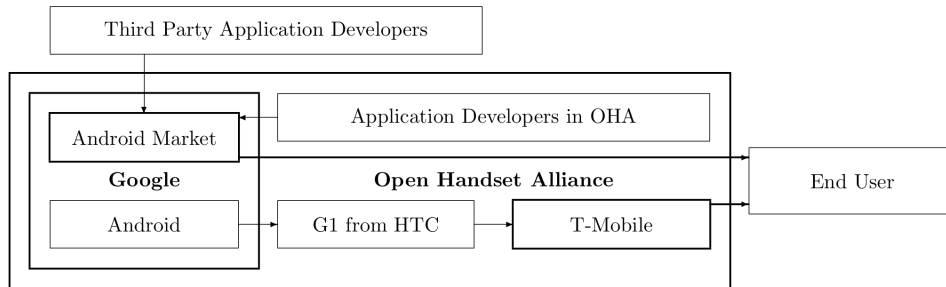 Third Party Application Developers
Application Developers in OHA
Android Market
Google
Open Handset Alliance
End User
Android
G1 from HTC
T-Mobile